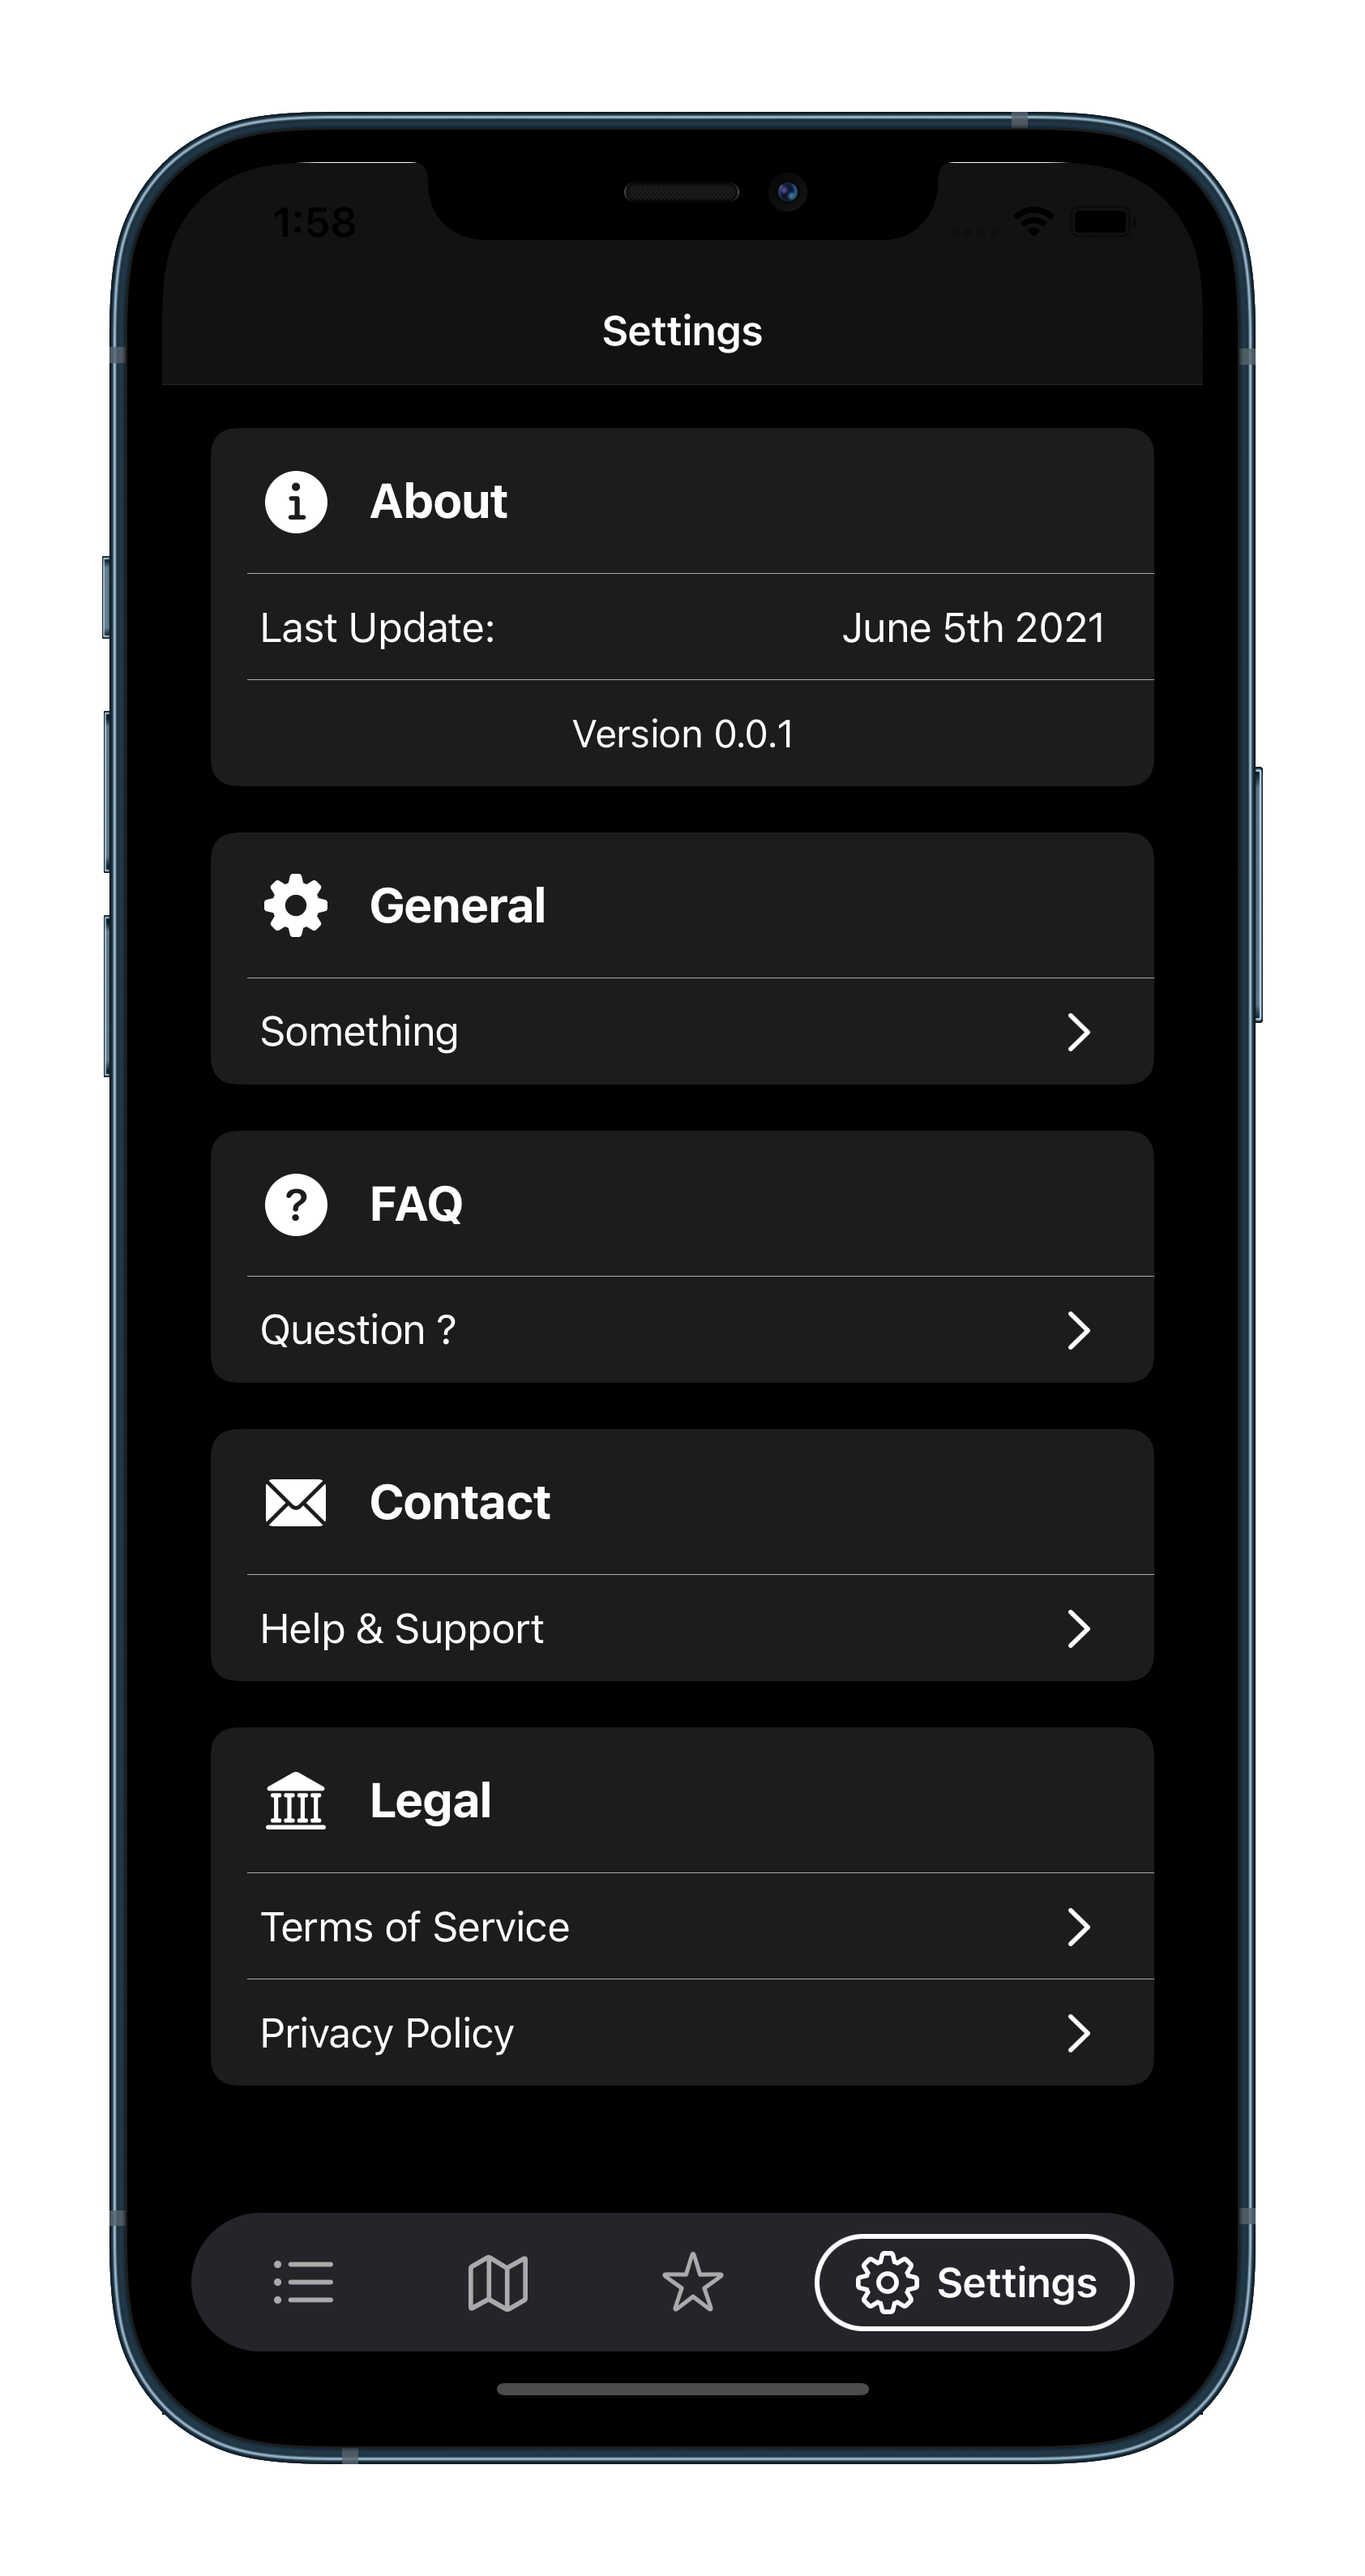 1:58
Settings
About
Last Update: June 5th 2021
Version 0.0.1
General
Something
FAQ
Question ?
Contact
Help & Support
Legal
Terms of Service
Privacy Policy
Settings